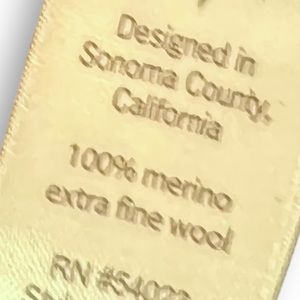 Designed in
Sonoma County,
California
100% merino
extra fine wool
RN